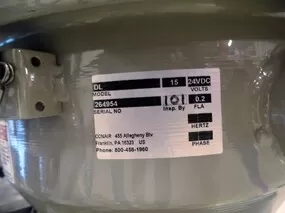 DL 15 24VDC
MODEL VOLTS
264954 0.2
SERIAL NO Insp. By FLA
HERTZ
CONAIR 455 Allegheny Blv
Franklin, PA 16323 US
Phone: 800-458-1960
PHASE